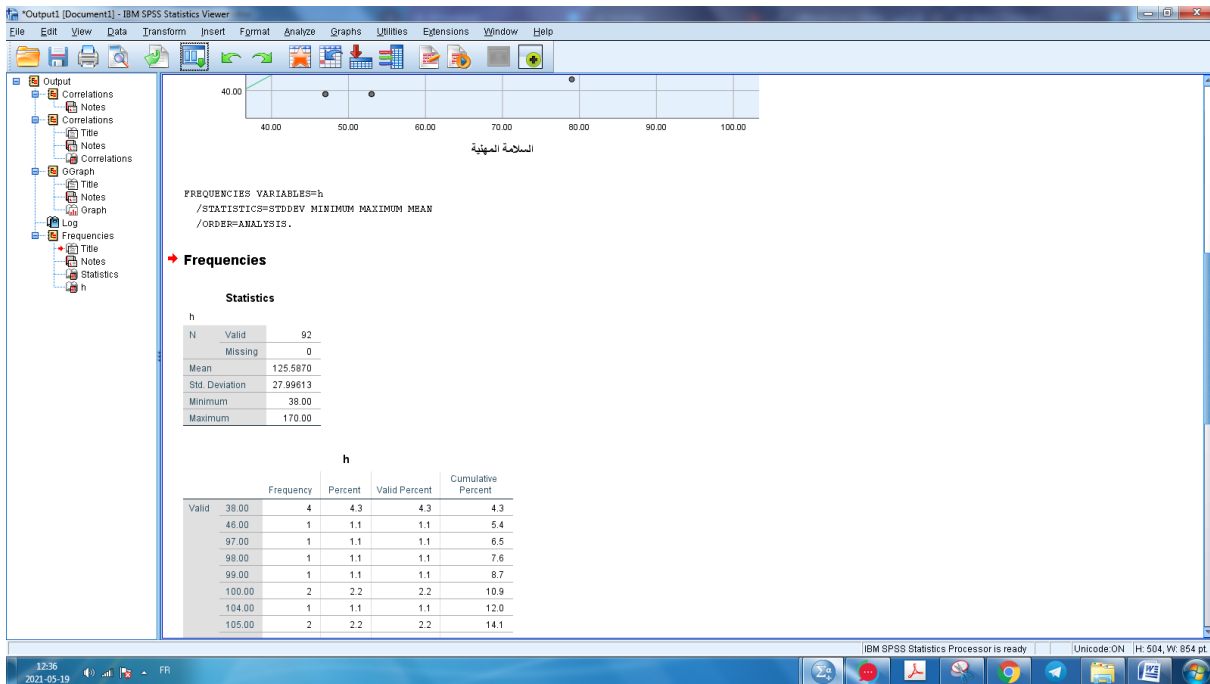 *Output1 [Document1] - IBM SPSS Statistics Viewer
File Edit View Data Transform Insert Format Analyze Graphs Utilities Extensions Window Help
Output
Correlations
Notes
Correlations
Title
Notes
Correlations
GGraph
Title
Notes
Graph
Log
Frequencies
Title
Notes
Statistics
h
40.00
40.00 50.00 60.00 70.00 80.00 90.00 100.00
السلامة المهنية
FREQUENCIES VARIABLES=h
/STATISTICS=STDDEV MINIMUM MAXIMUM MEAN
/ORDER=ANALYSIS.
Frequencies
Statistics
h
N Valid 92
Missing 0
Mean 125.5870
Std. Deviation 27.99613
Minimum 38.00
Maximum 170.00
h
Frequency Percent Valid Percent Cumulative Percent
Valid 38.00 4 4.3 4.3 4.3
46.00 1 1.1 1.1 5.4
97.00 1 1.1 1.1 6.5
98.00 1 1.1 1.1 7.6
99.00 1 1.1 1.1 8.7
100.00 2 2.2 2.2 10.9
104.00 1 1.1 1.1 12.0
105.00 2 2.2 2.2 14.1
IBM SPSS Statistics Processor is ready Unicode:ON H: 504, W: 854 pt.
12:36
2021-05-19
FR